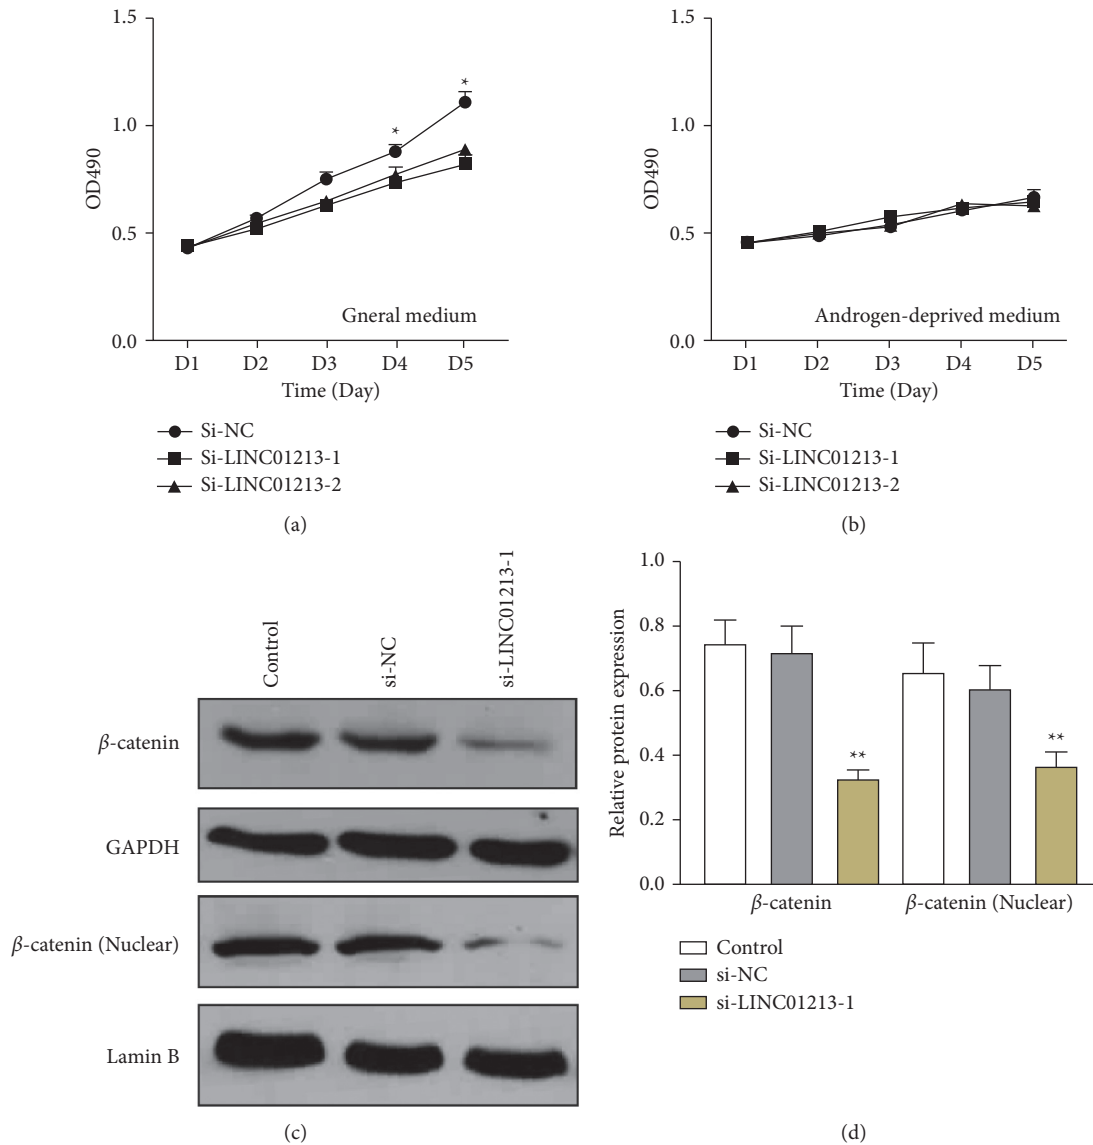 1.5
1.0
0.5
0.0
OD490
*
*
Gneral medium
D1 D2 D3 D4 D5
Time (Day)
Si-NC
Si-LINC01213-1
Si-LINC01213-2
(a)
1.5
1.0
0.5
0.0
OD490
Androgen-deprived medium
D1 D2 D3 D4 D5
Time (Day)
Si-NC
Si-LINC01213-1
Si-LINC01213-2
(b)
Control
si-NC
si-LINC01213-1
β-catenin
GAPDH
β-catenin (Nuclear)
Lamin B
(c)
1.0
0.8
0.6
0.4
0.2
0.0
Relative protein expression
**
**
β-catenin β-catenin (Nuclear)
Control
si-NC
si-LINC01213-1
(d)